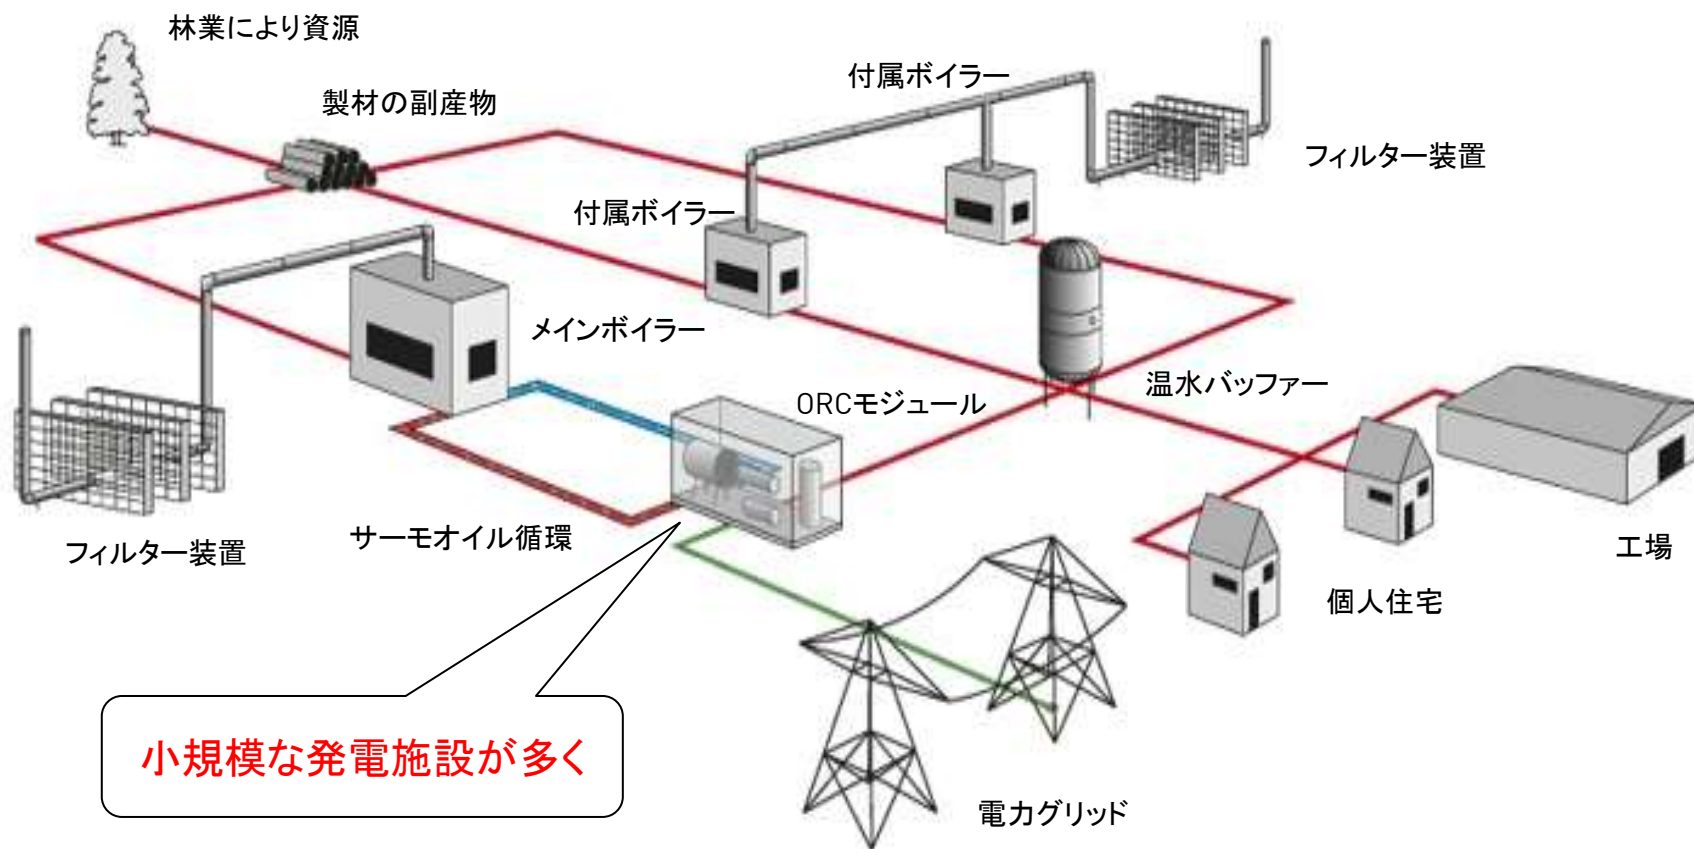 林業により資源
製材の副産物
付属ボイラー
フィルター装置
付属ボイラー
メインボイラー
温水バッファー
ORCモジュール
サーモオイル循環
フィルター装置
工場
個人住宅
小規模な発電施設が多く
電力グリッド